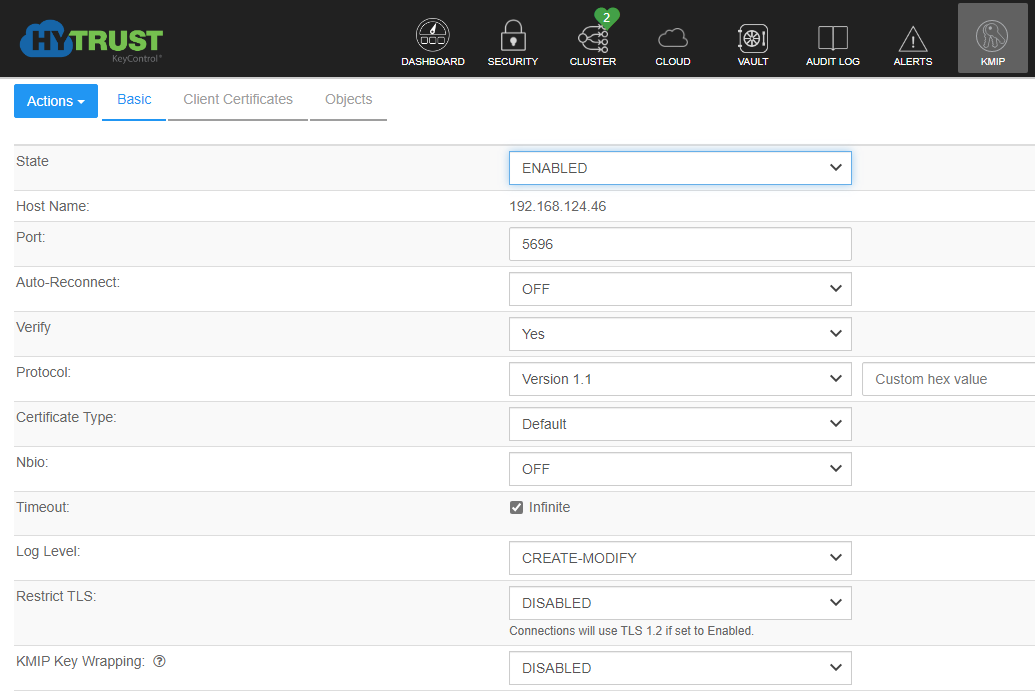 HYTRUST
KeyControl®
2
DASHBOARD SECURITY CLUSTER CLOUD VAULT AUDIT LOG ALERTS KMIP
Actions Basic Client Certificates Objects
State ENABLED
Host Name: 192.168.124.46
Port: 5696
Auto-Reconnect: OFF
Verify Yes
Protocol: Version 1.1 Custom hex value
Certificate Type: Default
Nbio: OFF
Timeout: Infinite
Log Level: CREATE-MODIFY
Restrict TLS: DISABLED
Connections will use TLS 1.2 if set to Enabled.
KMIP Key Wrapping: ? DISABLED